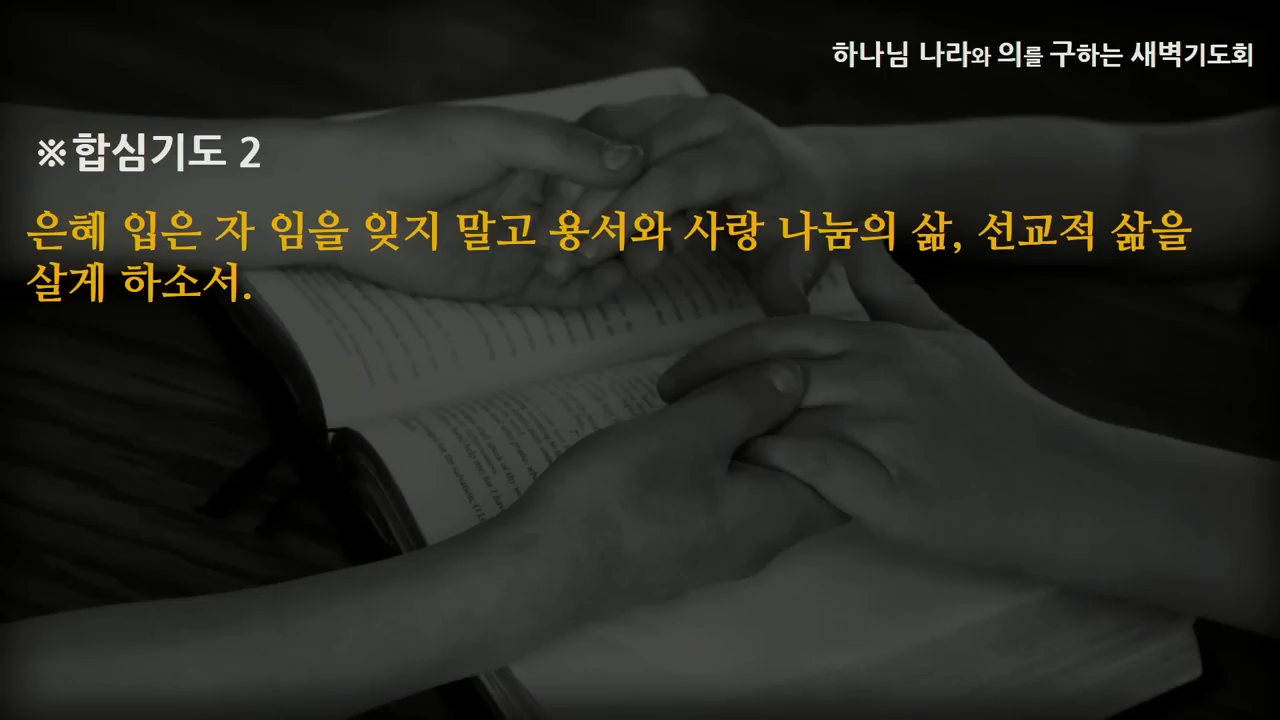 하나님 나라와 의를 구하는 새벽기도회
※합심기도 2
은혜 입은 자 임을 잊지 말고 용서와 사랑 나눔의 삶, 선교적 삶을
살게 하소서.